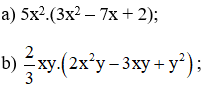 a) 5x².(3x² – 7x + 2);
b) 2/3 xy.(2x²y – 3xy + y²);